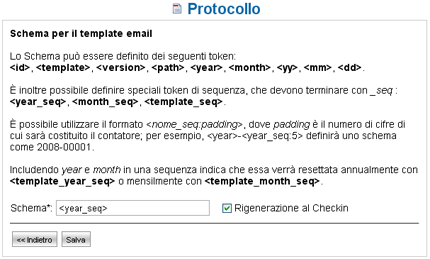 Protocollo
Schema per il template email
Lo Schema può essere definito dei seguenti token:
<id>, <template>, <version>, <path>, <year>, <month>, <yy>, <mm>, <dd>.
È inoltre possibile definire speciali token di sequenza, che devono terminare con _seq :
<year_seq>, <month_seq>, <template_seq>.
È possibile utilizzare il formato <nome_seq:padding>, dove padding è il numero di cifre di
cui sarà costituito il contatore; per esempio, <year>-<year_seq:5> definirà uno schema
come 2008-00001.
Includendo year e month in una sequenza indica che essa verrà resettata annualmente con
<template_year_seq> o mensilmente con <template_month_seq>.
Schema*: <year_seq> Rigenerazione al Checkin
<< Indietro Salva